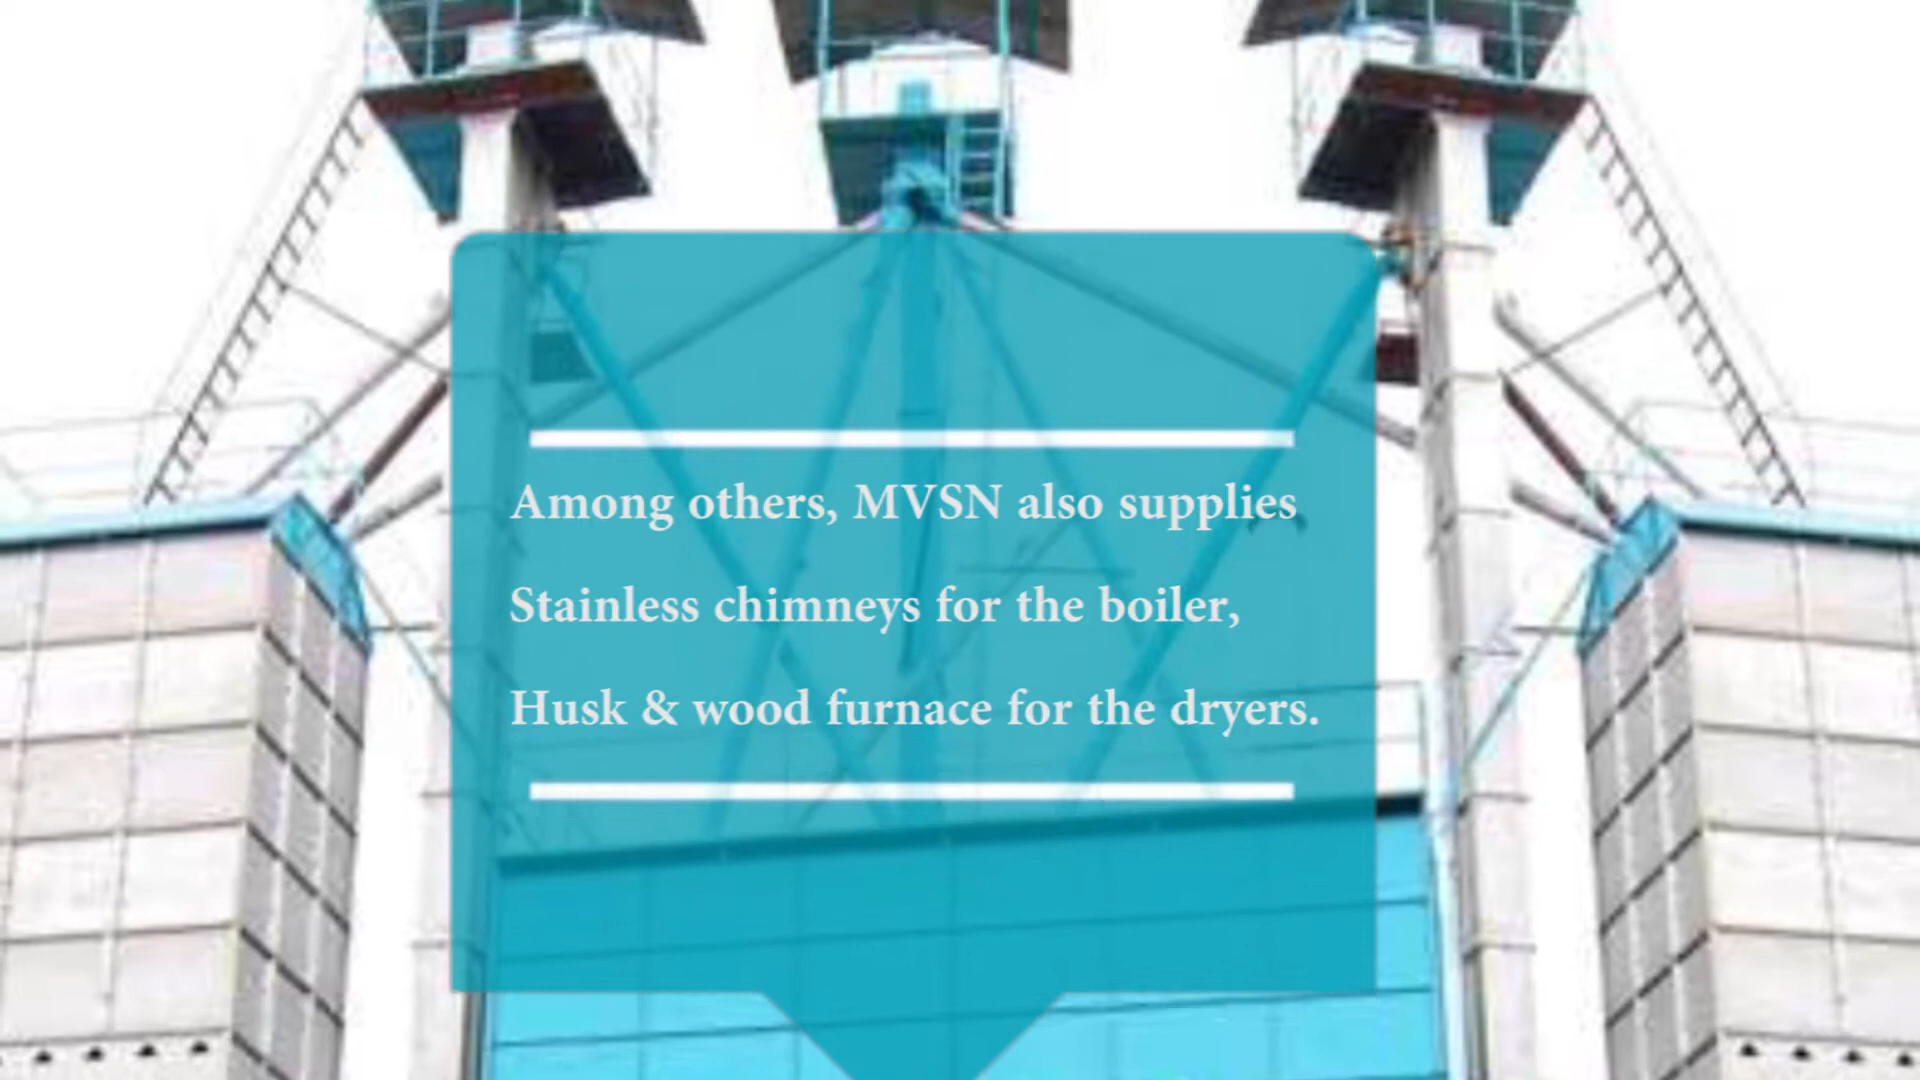 Among others, MVSN also supplies
Stainless chimneys for the boiler,
Husk & wood furnace for the dryers.